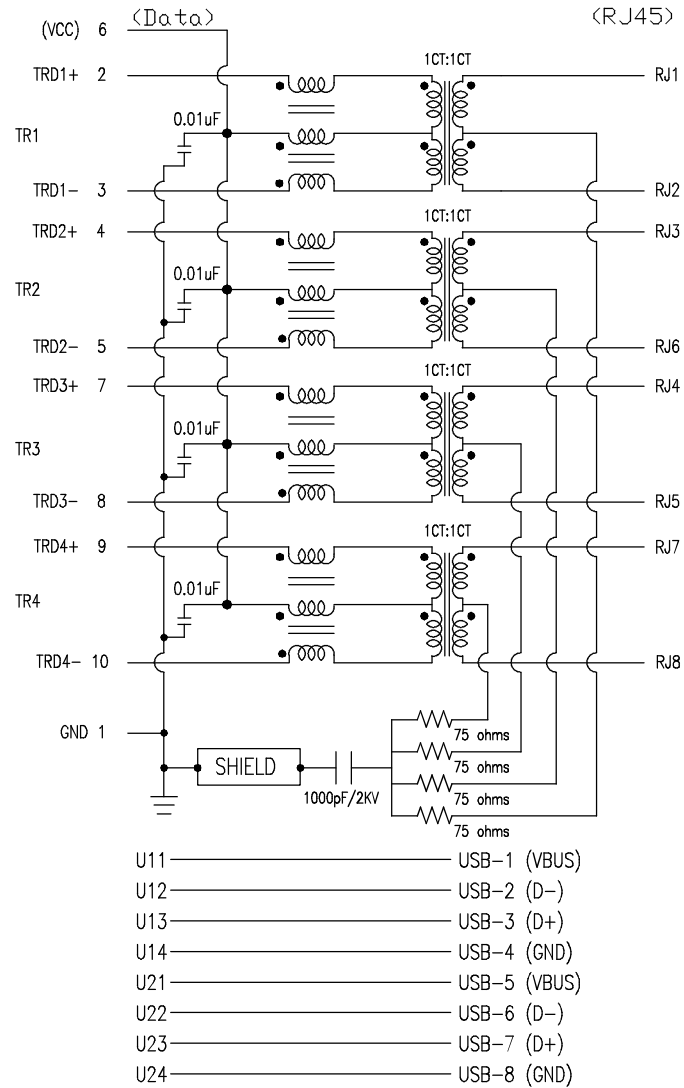 (Data) (RJ45)
(VCC) 6
1CT:1CT
TRD1+ 2 RJ1
0.01uF
TR1
TRD1- 3 RJ2
1CT:1CT
TRD2+ 4 RJ3
0.01uF
TR2
TRD2- 5 RJ6
1CT:1CT
TRD3+ 7 RJ4
0.01uF
TR3
TRD3- 8 RJ5
1CT:1CT
TRD4+ 9 RJ7
0.01uF
TR4
TRD4- 10 RJ8
GND 1
75 ohms
SHIELD
75 ohms
1000pF/2KV
75 ohms
75 ohms
U11 USB-1 (VBUS)
U12 USB-2 (D-)
U13 USB-3 (D+)
U14 USB-4 (GND)
U21 USB-5 (VBUS)
U22 USB-6 (D-)
U23 USB-7 (D+)
U24 USB-8 (GND)